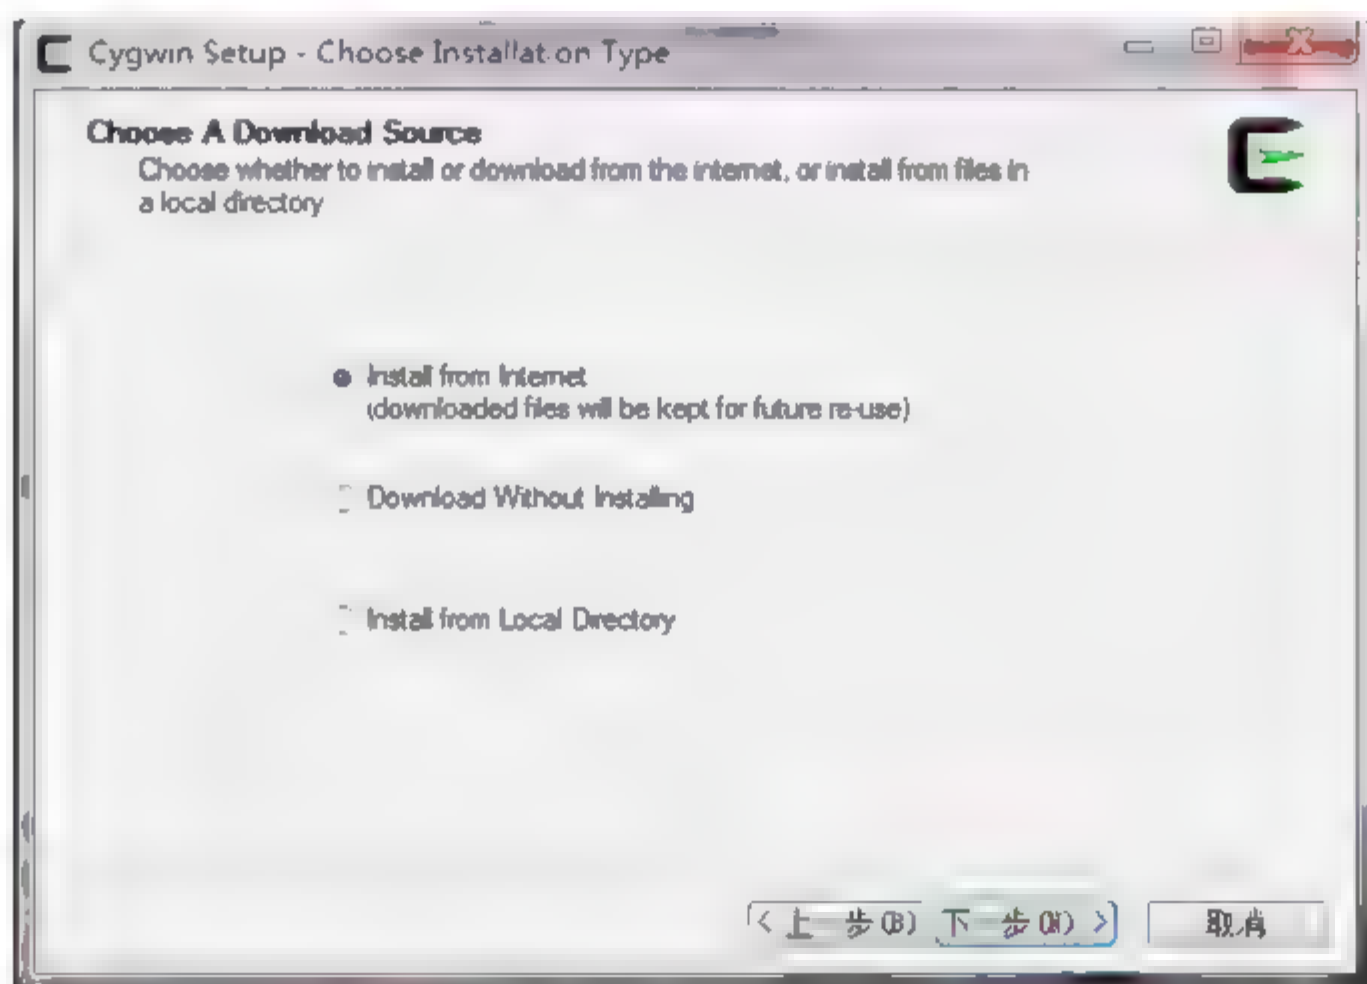 Cygwin Setup - Choose Installation Type
Choose A Download Source
Choose whether to install or download from the internet, or install from files in
a local directory
Install from Internet
(downloaded files will be kept for future re-use)
Download Without Installing
Install from Local Directory
< 上一步(B) 下一步(N) > 取消